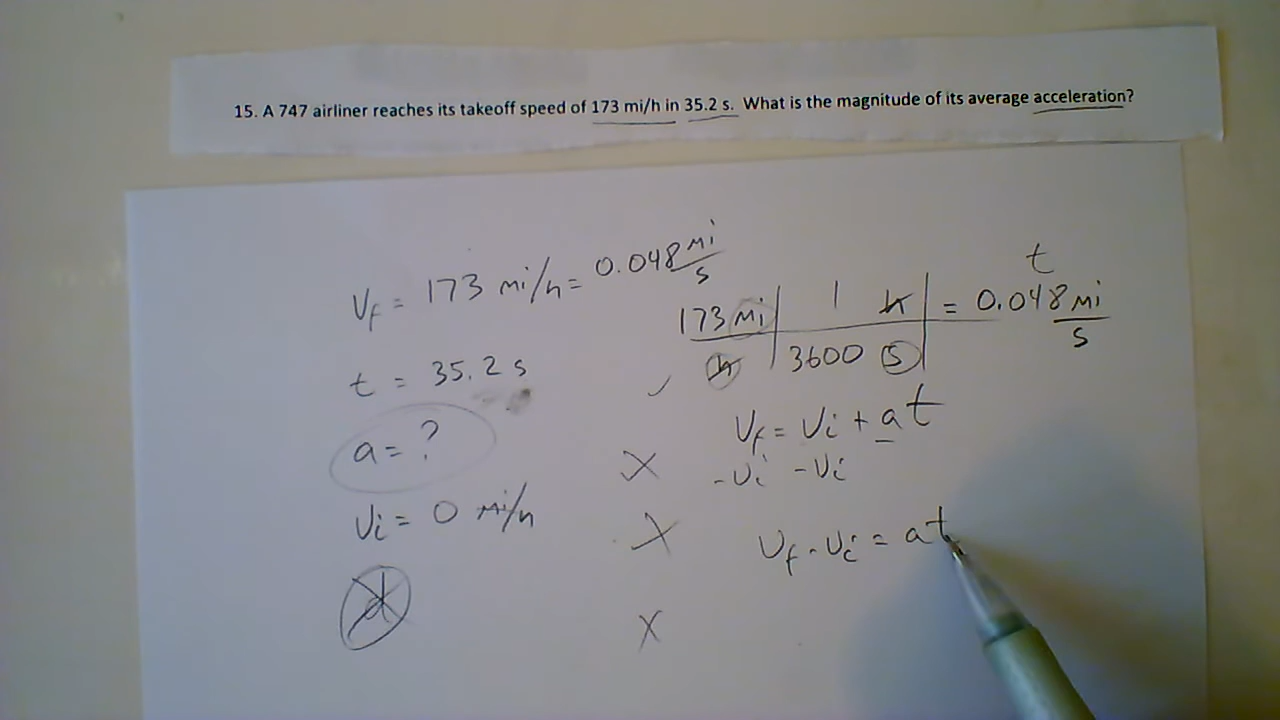 15. A 747 airliner reaches its takeoff speed of 173 mi/h in 35.2 s. What is the magnitude of its average acceleration?
Vf = 173 mi/h = 0.048 mi/s
t = 35.2 s
a = ?
Vi = 0 mi/h
d
t
173 mi | 1 h | = 0.048 mi
h | 3600 s | s
✓ Vf = Vi + at
X -Vi -Vi
X Vf - Vi = at
X